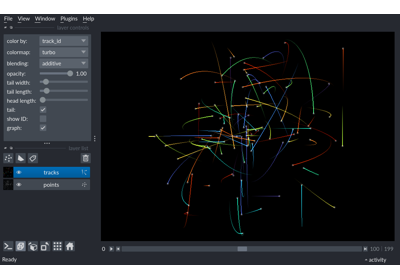 File View Window Plugins Help
layer controls
color by: track_id
colormap: turbo
blending: additive
opacity: 1.00
tail width:
tail length:
head length:
tail:
show ID:
graph:
layer list
tracks
points
0 100 | 199
Ready activity